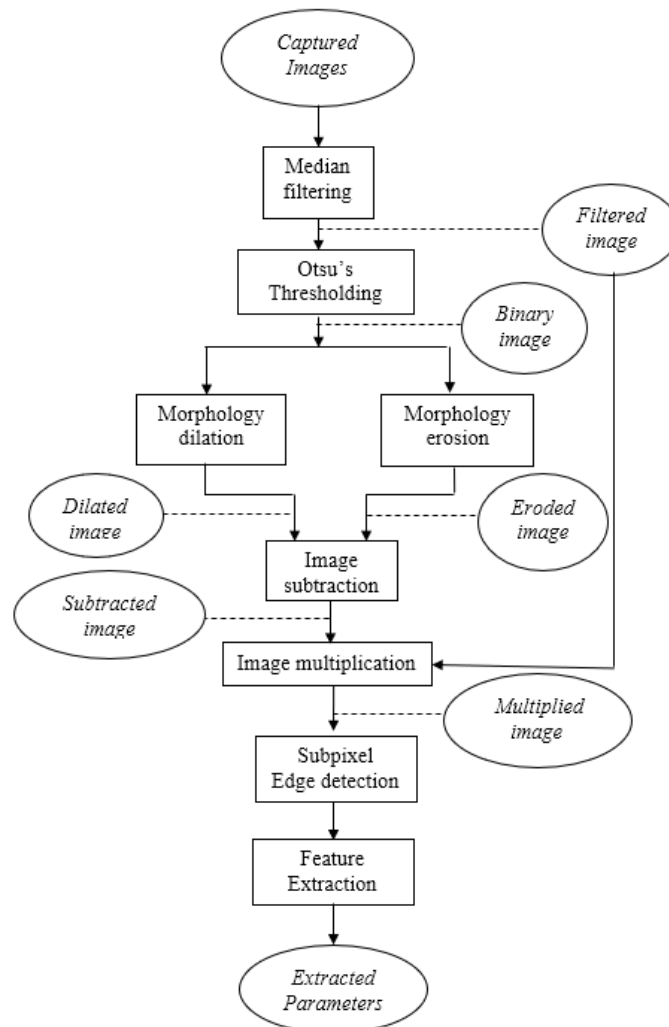 Captured
Images
Median
filtering
Filtered
image
Otsu's
Thresholding
Binary
image
Morphology
dilation
Morphology
erosion
Dilated
image
Eroded
image
Image
subtraction
Subtracted
image
Image multiplication
Multiplied
image
Subpixel
Edge detection
Feature
Extraction
Extracted
Parameters